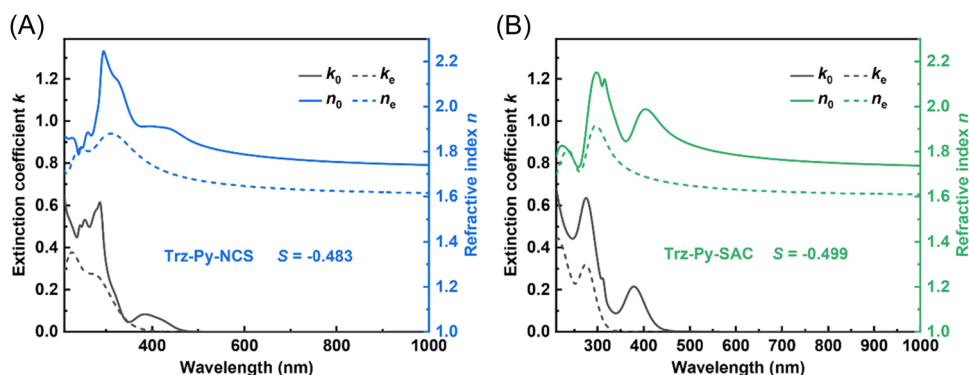 (A)
Extinction coefficient k
1.2
1.0
0.8
0.6
0.4
0.2
0.0
k0 ke
n0 ne
Trz-Py-NCS S = -0.483
400 600 800 1000
Wavelength (nm)
2.2
2.0
1.8
1.6
1.4
1.2
1.0
Refractive index n
(B)
Extinction coefficient k
1.2
1.0
0.8
0.6
0.4
0.2
0.0
k0 ke
n0 ne
Trz-Py-SAC S = -0.499
300 400 500 600 700 800 900 1000
Wavelength (nm)
2.2
2.0
1.8
1.6
1.4
1.2
1.0
Refractive index n